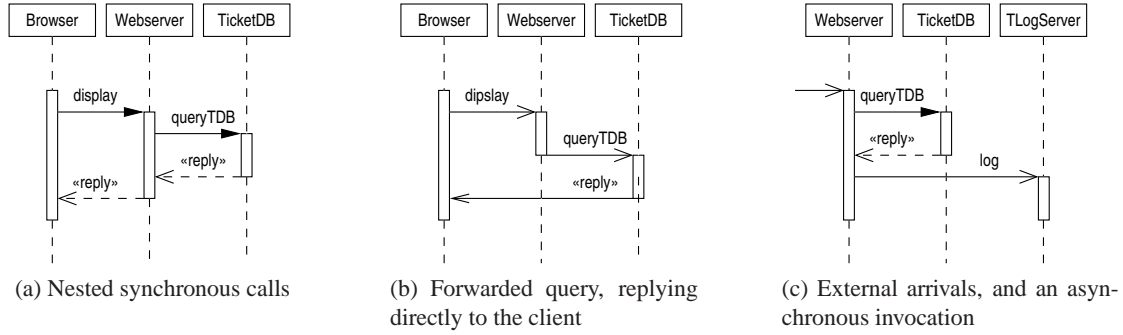 Browser Webserver TicketDB
display
queryTDB
«reply»
«reply»
(a) Nested synchronous calls
Browser Webserver TicketDB
dipslay
queryTDB
«reply»
(b) Forwarded query, replying
directly to the client
Webserver TicketDB TLogServer
queryTDB
«reply»
log
(c) External arrivals, and an asyn-
chronous invocation